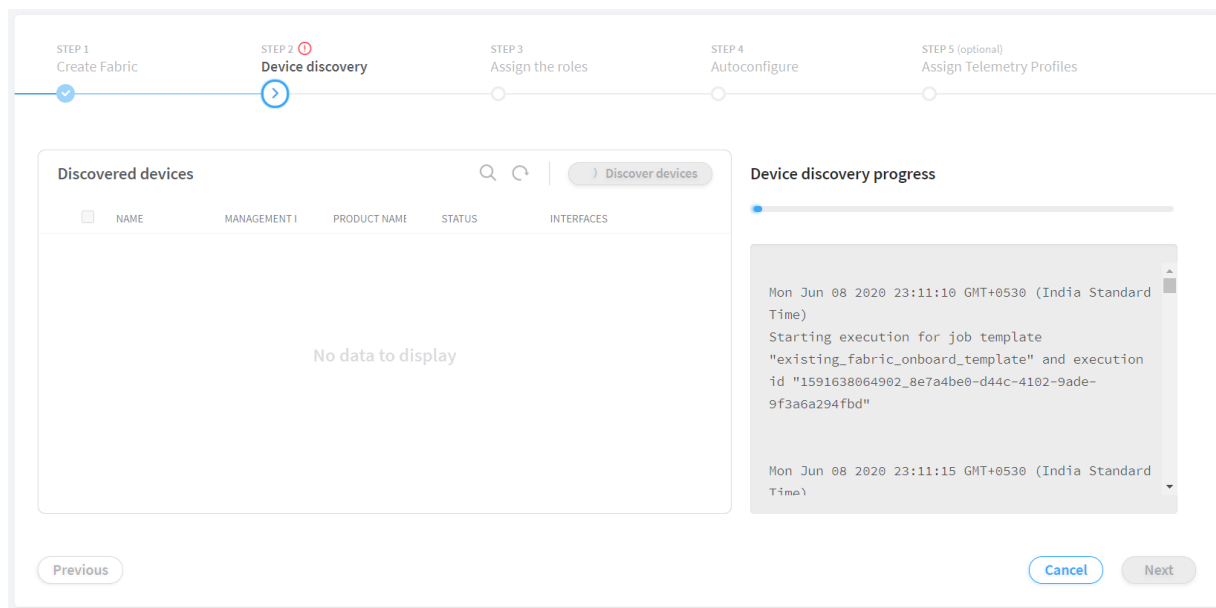 STEP 1
Create Fabric
STEP 2
Device discovery
STEP 3
Assign the roles
STEP 4
Autoconfigure
STEP 5 (optional)
Assign Telemetry Profiles
Discovered devices
Discover devices
NAME
MANAGEMENT I
PRODUCT NAME
STATUS
INTERFACES
No data to display
Device discovery progress
Mon Jun 08 2020 23:11:10 GMT+0530 (India Standard
Time)
Starting execution for job template
"existing_fabric_onboard_template" and execution
id "1591638064902_8e7a4be0-d44c-4102-9ade-
9f3a6a294fbd"
Mon Jun 08 2020 23:11:15 GMT+0530 (India Standard
Time)
Previous
Cancel
Next